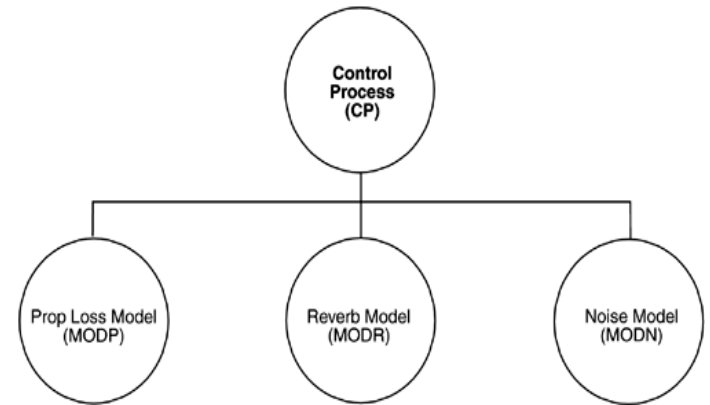 Control
Process
(CP)
Prop Loss Model
(MODP)
Reverb Model
(MODR)
Noise Model
(MODN)